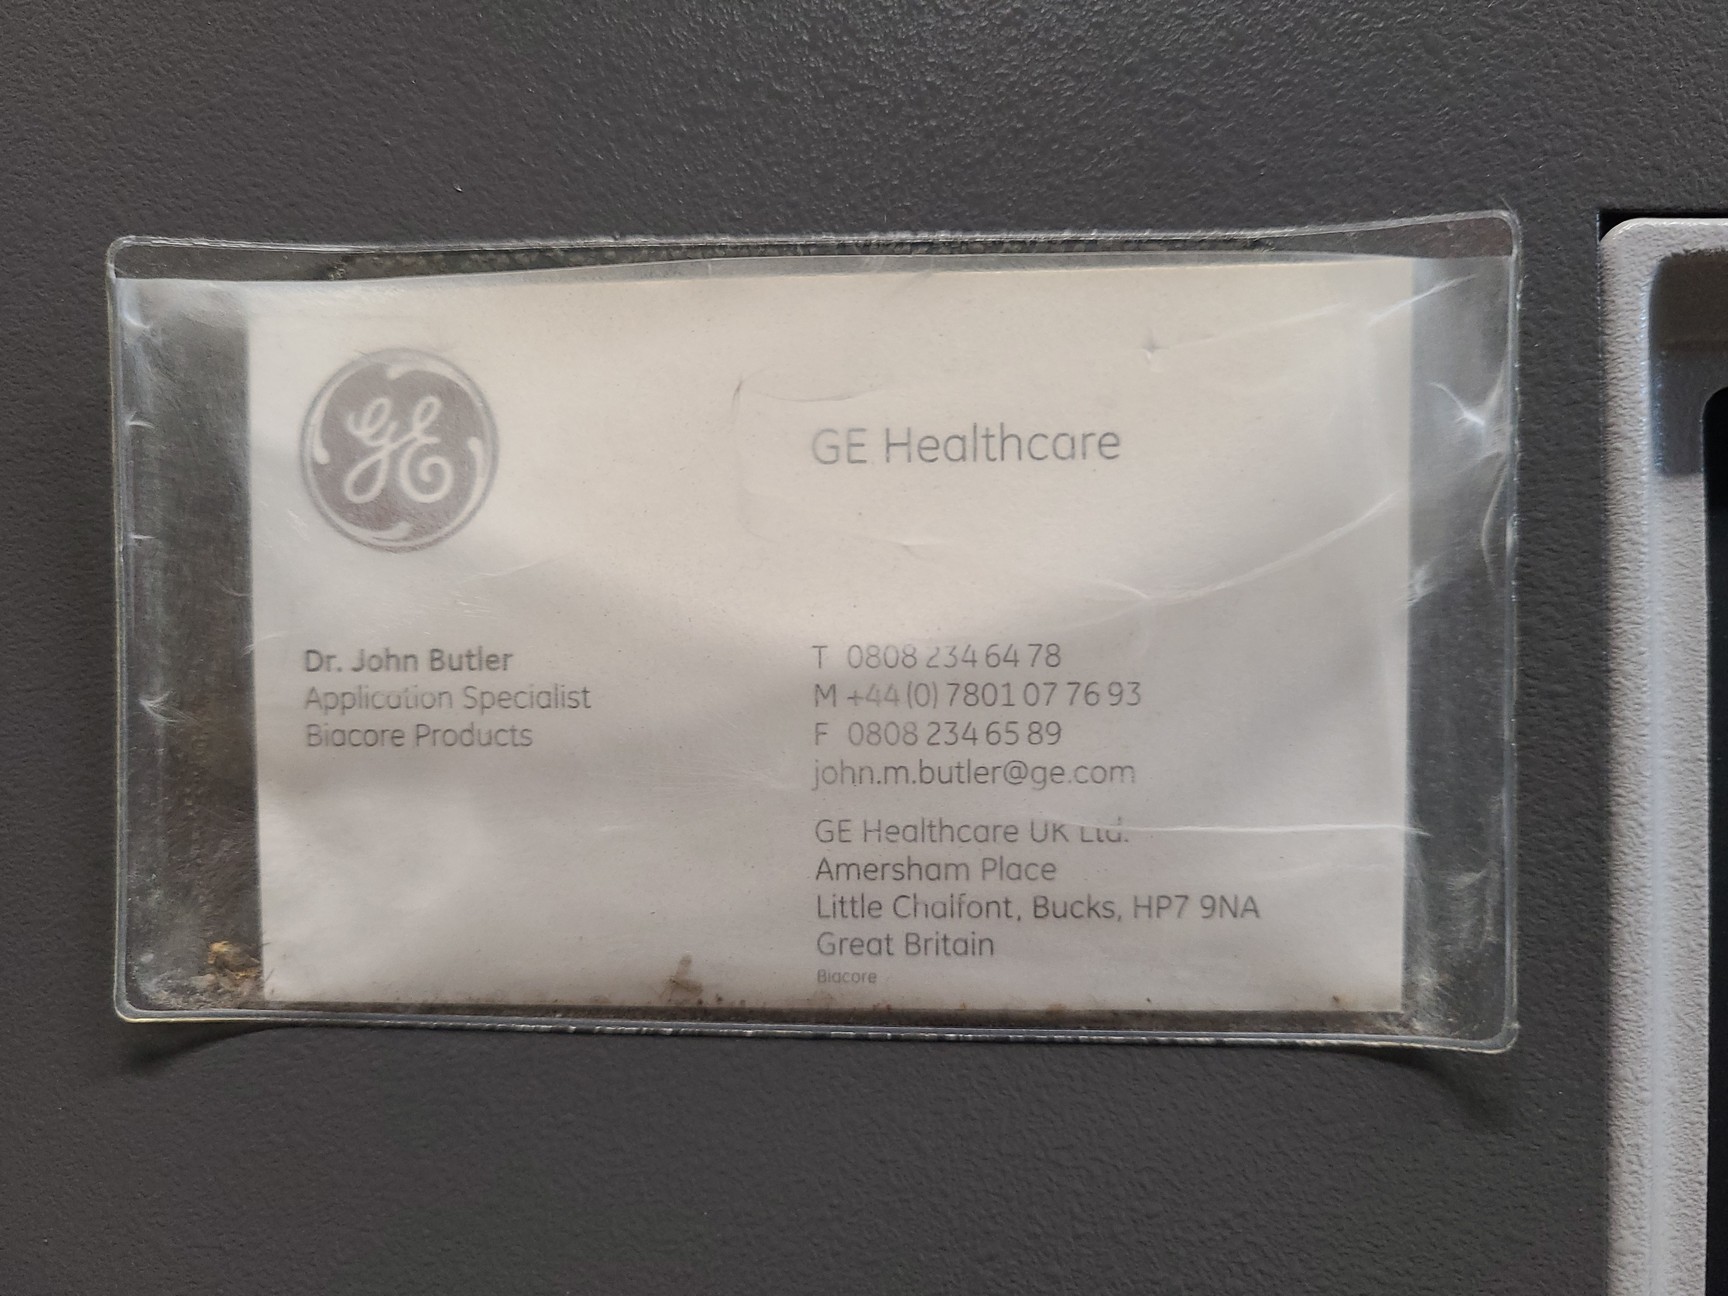 GE
GE Healthcare
Dr. John Butler
Application Specialist
Biacore Products
T 0808 234 64 78
M +44 (0) 7801 07 76 93
F 0808 234 65 89
john.m.butler@ge.com
GE Healthcare UK Ltd.
Amersham Place
Little Chalfont, Bucks, HP7 9NA
Great Britain
Biacore